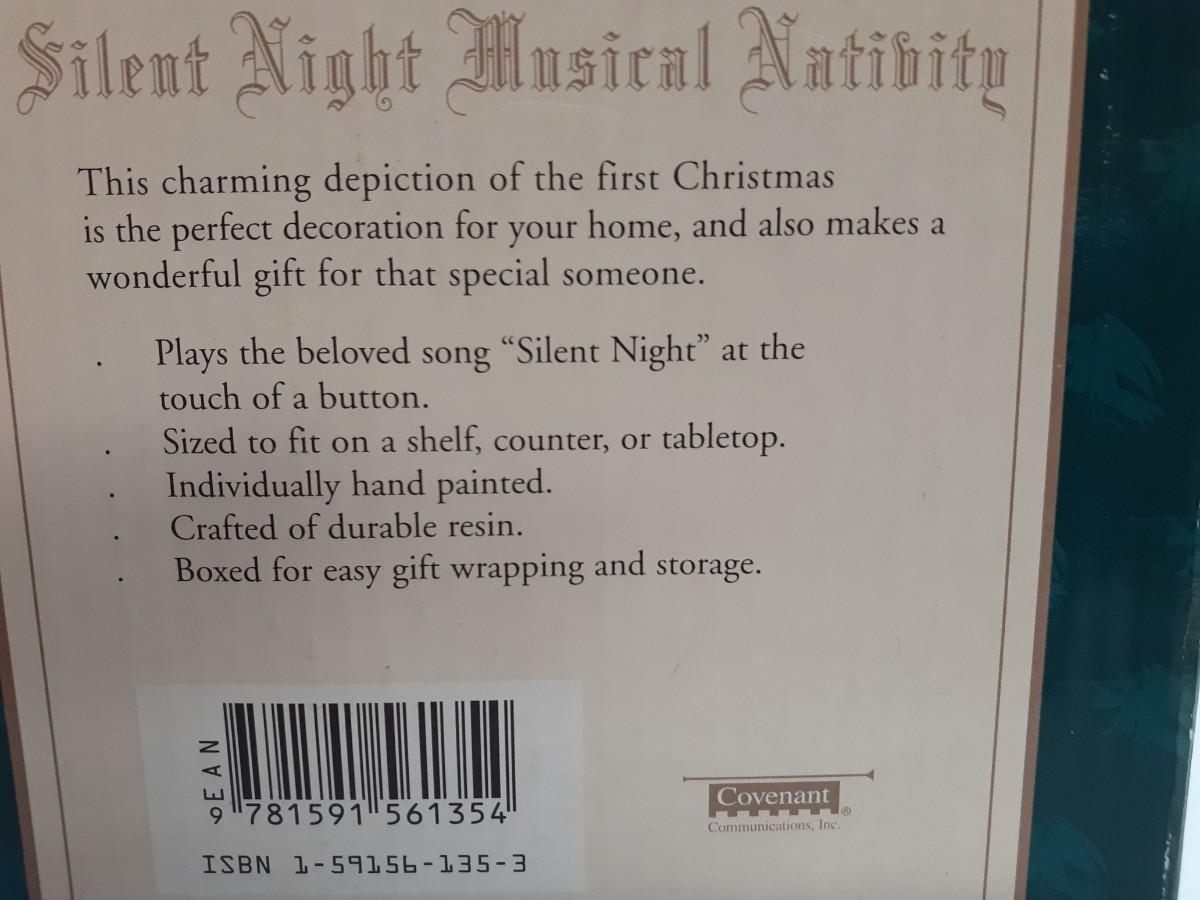 Silent Night Musical Nativity
This charming depiction of the first Christmas
is the perfect decoration for your home, and also makes a
wonderful gift for that special someone.
. Plays the beloved song “Silent Night” at the
touch of a button.
. Sized to fit on a shelf, counter, or tabletop.
. Individually hand painted.
. Crafted of durable resin.
. Boxed for easy gift wrapping and storage.
EAN
9 781591 561354
ISBN 1-59156-135-3
Covenant®
Communications, Inc.